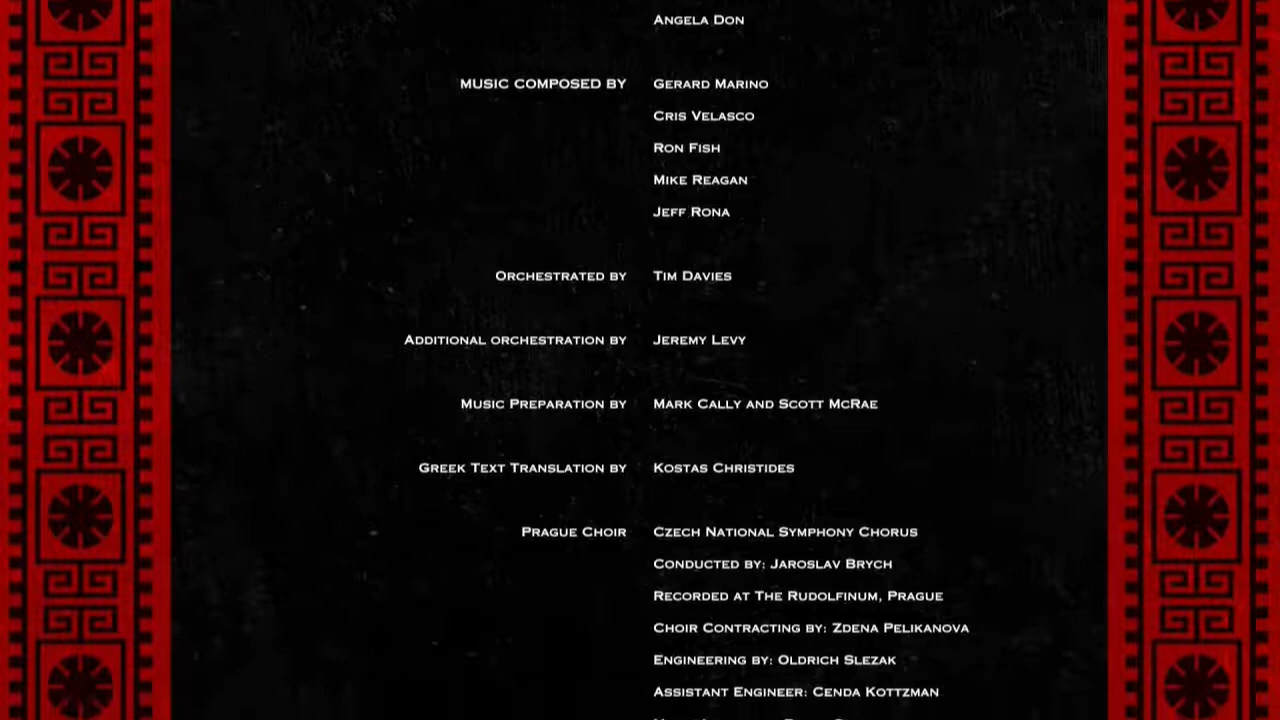 Angela Don
Music composed by Gerard Marino
Cris Velasco
Ron Fish
Mike Reagan
Jeff Rona
Orchestrated by Tim Davies
Additional orchestration by Jeremy Levy
Music Preparation by Mark Cally and Scott McRae
Greek Text Translation by Kostas Christides
Prague Choir Czech National Symphony Chorus
Conducted by: Jaroslav Brych
Recorded at The Rudolfinum, Prague
Choir Contracting by: Zdena Pelikanova
Engineering by: Oldrich Slezak
Assistant Engineer: Cenda Kottzman